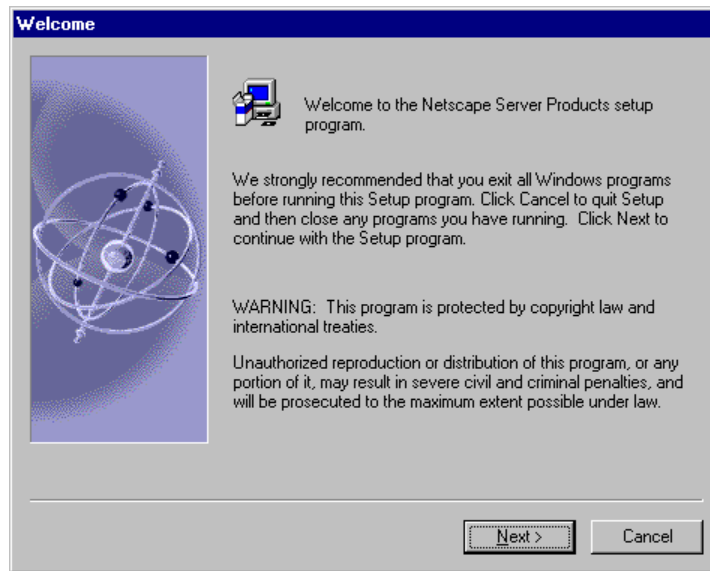 Welcome
Welcome to the Netscape Server Products setup
program.
We strongly recommended that you exit all Windows programs
before running this Setup program. Click Cancel to quit Setup
and then close any programs you have running.  Click Next to
continue with the Setup program.
WARNING:  This program is protected by copyright law and
international treaties.
Unauthorized reproduction or distribution of this program, or any
portion of it, may result in severe civil and criminal penalties, and
will be prosecuted to the maximum extent possible under law.
Next >
Cancel